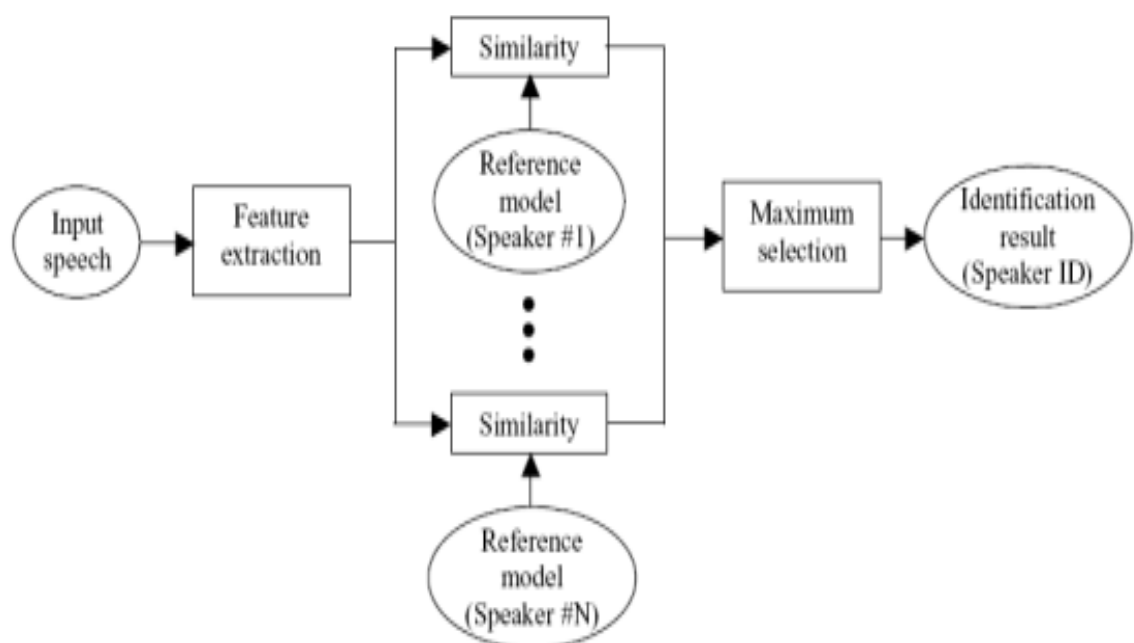 Similarity
Reference
model
(Speaker #1)
Input
speech
Feature
extraction
Maximum
selection
Identification
result
(Speaker ID)
Similarity
Reference
model
(Speaker #N)